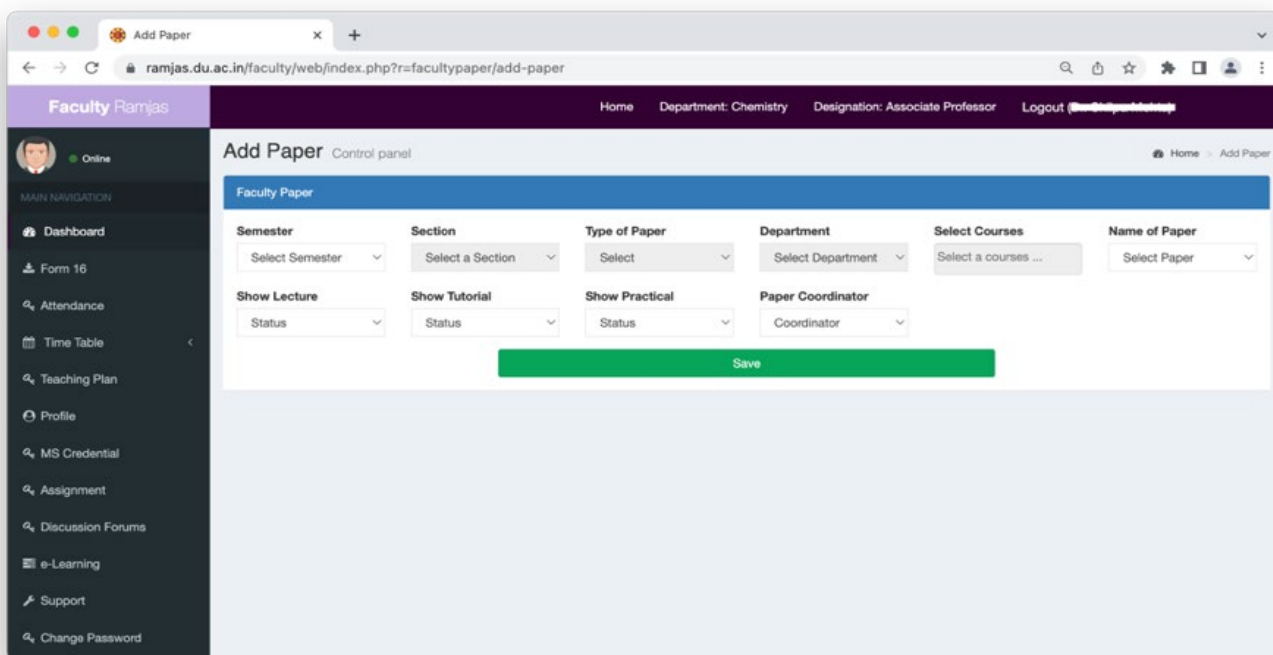 Add Paper
ramjas.du.ac.in/faculty/web/index.php?r=facultypaper/add-paper
Faculty Ramjas
Home Department: Chemistry Designation: Associate Professor Logout (
Online
Add Paper Control panel
Home > Add Paper
MAIN NAVIGATION
Dashboard
Form 16
Attendance
Time Table
Teaching Plan
Profile
MS Credential
Assignment
Discussion Forums
e-Learning
Support
Change Password
Faculty Paper
Semester Section Type of Paper Department Select Courses Name of Paper
Select Semester Select a Section Select Select Department Select a courses ... Select Paper
Show Lecture Show Tutorial Show Practical Paper Coordinator
Status Status Status Coordinator
Save